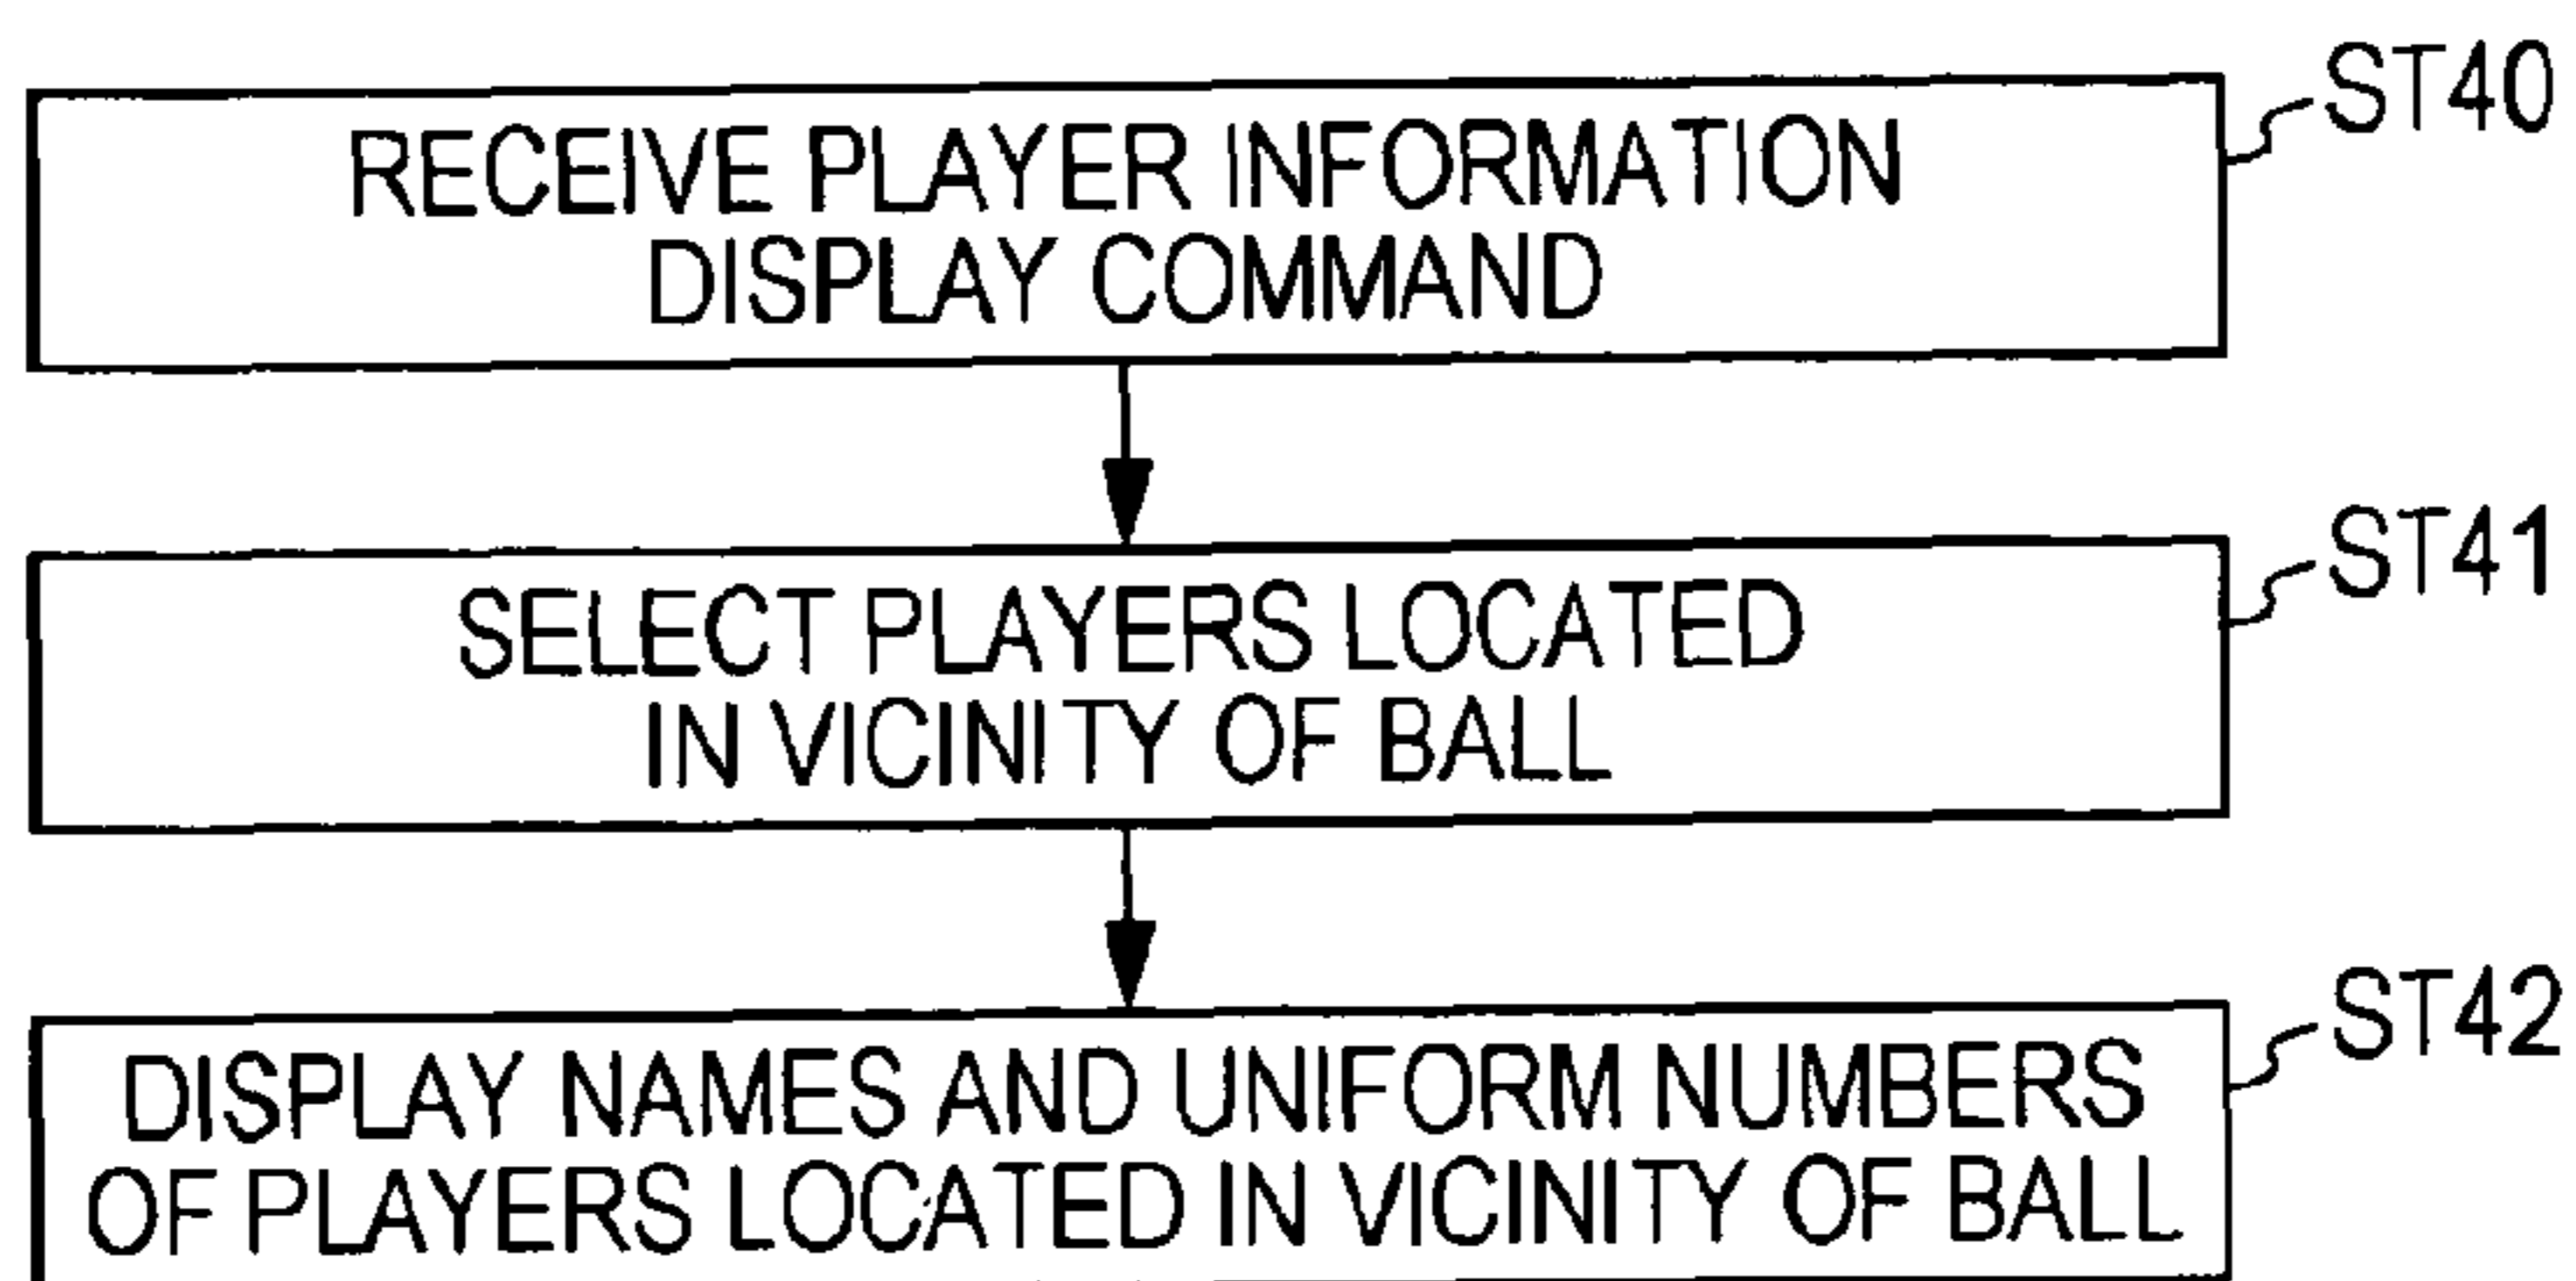 ST40
RECEIVE PLAYER INFORMATION
DISPLAY COMMAND
ST41
SELECT PLAYERS LOCATED
IN VICINITY OF BALL
ST42
DISPLAY NAMES AND UNIFORM NUMBERS
OF PLAYERS LOCATED IN VICINITY OF BALL